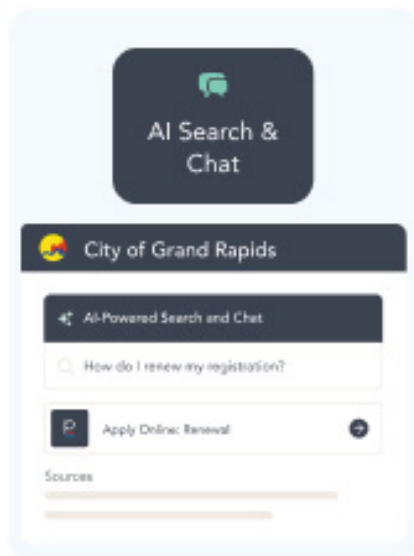 AI Search &
Chat
City of Grand Rapids
AI-Powered Search and Chat
How do I renew my registration?
Apply Online: Renewal
Sources